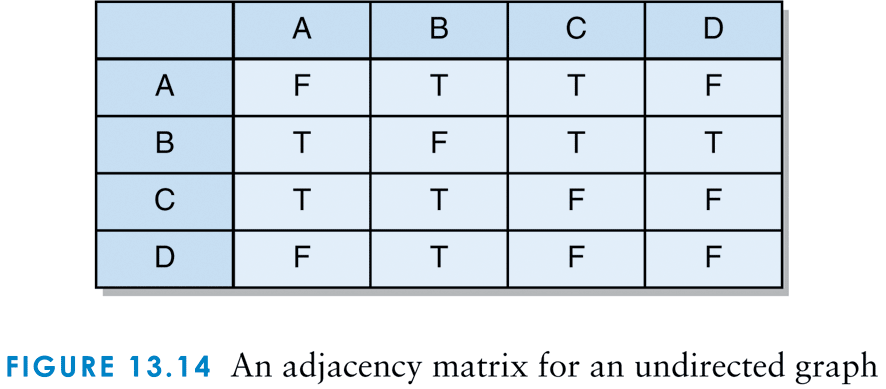 A B C D
A F T T F
B T F T T
C T T F F
D F T F F
FIGURE 13.14 An adjacency matrix for an undirected graph